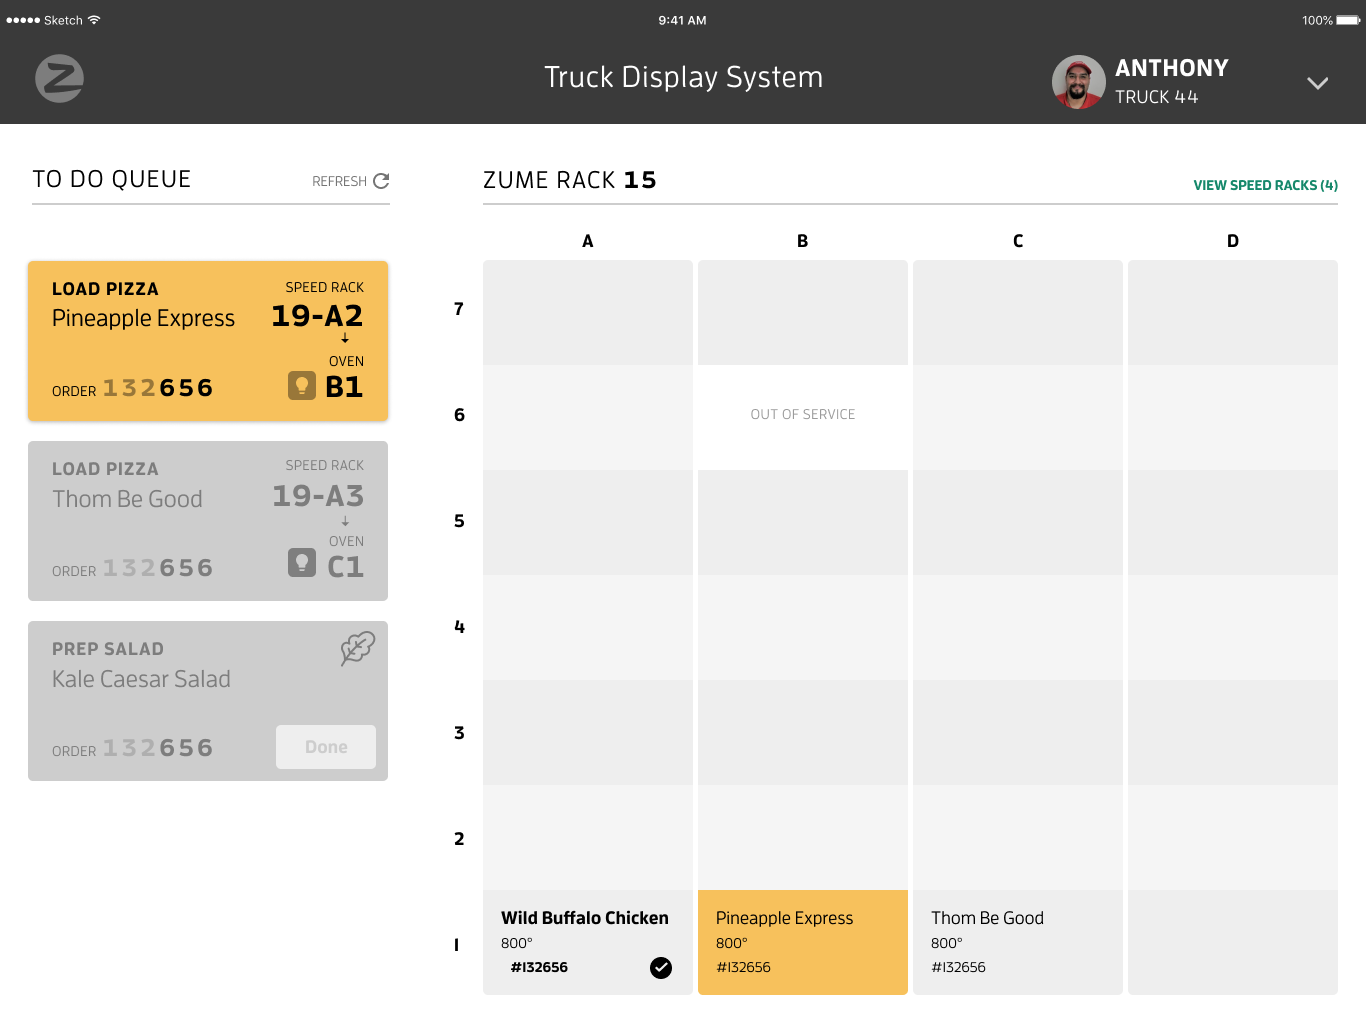 Sketch 9:41 AM 100%
Z Truck Display System ANTHONY
TRUCK 44
TO DO QUEUE REFRESH
LOAD PIZZA SPEED RACK
Pineapple Express 19-A2
OVEN
ORDER 132656 B1
LOAD PIZZA SPEED RACK
Thom Be Good 19-A3
OVEN
ORDER 132656 C1
PREP SALAD
Kale Caesar Salad
ORDER 132656 Done
ZUME RACK 15 VIEW SPEED RACKS (4)
A B C D
7
6 OUT OF SERVICE
5
4
3
2
1
Wild Buffalo Chicken
800°
#I32656
Pineapple Express
800°
#I32656
Thom Be Good
800°
#I32656